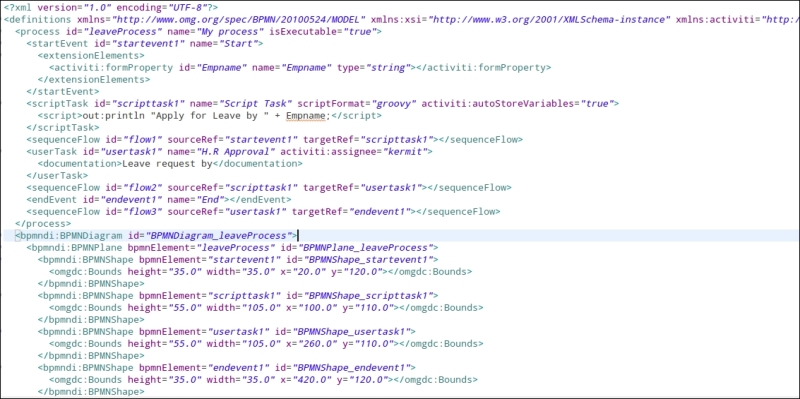 <?xml version="1.0" encoding="UTF-8"?>
<definitions xmlns="http://www.omg.org/spec/BPMN/20100524/MODEL" xmlns:xsi="http://www.w3.org/2001/XMLSchema-instance" xmlns:activiti="http:/
<process id="leaveProcess" name="My process" isExecutable="true">
<startEvent id="startevent1" name="Start">
<extensionElements>
<activiti:formProperty id="Empname" name="Empname" type="string"></activiti:formProperty>
</extensionElements>
</startEvent>
<scriptTask id="scripttask1" name="Script Task" scriptFormat="groovy" activiti:autoStoreVariables="true">
<script>out:println "Apply for Leave by " + Empname;</script>
</scriptTask>
<sequenceFlow id="flow1" sourceRef="startevent1" targetRef="scripttask1"></sequenceFlow>
<userTask id="usertask1" name="H.R Approval" activiti:assignee="kermit">
<documentation>Leave request by</documentation>
</userTask>
<sequenceFlow id="flow2" sourceRef="scripttask1" targetRef="usertask1"></sequenceFlow>
<endEvent id="endevent1" name="End"></endEvent>
<sequenceFlow id="flow3" sourceRef="usertask1" targetRef="endevent1"></sequenceFlow>
</process>
<bpmndi:BPMNDiagram id="BPMNDiagram_leaveProcess">
<bpmndi:BPMNPlane bpmnElement="leaveProcess" id="BPMNPlane_leaveProcess">
<bpmndi:BPMNShape bpmnElement="startevent1" id="BPMNShape_startevent1">
<omgdc:Bounds height="35.0" width="35.0" x="20.0" y="120.0"></omgdc:Bounds>
</bpmndi:BPMNShape>
<bpmndi:BPMNShape bpmnElement="scripttask1" id="BPMNShape_scripttask1">
<omgdc:Bounds height="55.0" width="105.0" x="100.0" y="110.0"></omgdc:Bounds>
</bpmndi:BPMNShape>
<bpmndi:BPMNShape bpmnElement="usertask1" id="BPMNShape_usertask1">
<omgdc:Bounds height="55.0" width="105.0" x="260.0" y="110.0"></omgdc:Bounds>
</bpmndi:BPMNShape>
<bpmndi:BPMNShape bpmnElement="endevent1" id="BPMNShape_endevent1">
<omgdc:Bounds height="35.0" width="35.0" x="420.0" y="120.0"></omgdc:Bounds>
</bpmndi:BPMNShape>